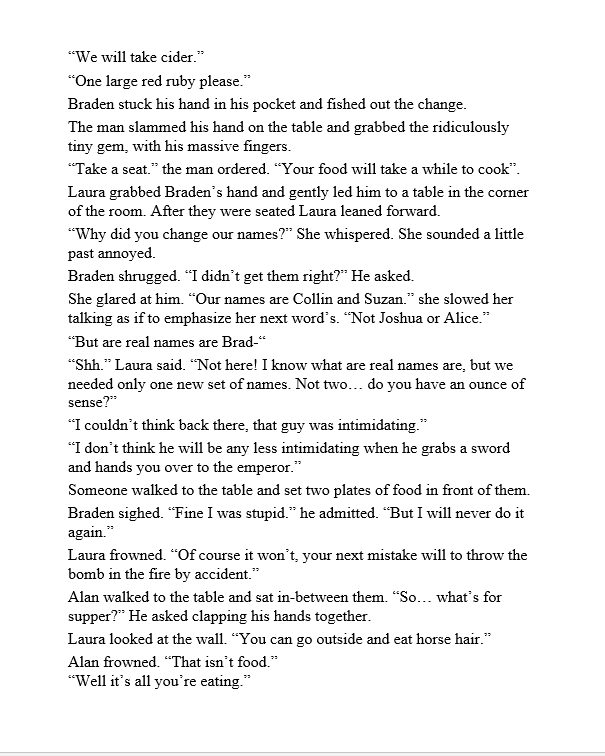 “We will take cider.”
“One large red ruby please.”
Braden stuck his hand in his pocket and fished out the change.
The man slammed his hand on the table and grabbed the ridiculously
tiny gem, with his massive fingers.
“Take a seat.” the man ordered. “Your food will take a while to cook”.
Laura grabbed Braden’s hand and gently led him to a table in the corner
of the room. After they were seated Laura leaned forward.
“Why did you change our names?” She whispered. She sounded a little
past annoyed.
Braden shrugged. “I didn’t get them right?” He asked.
She glared at him. “Our names are Collin and Suzan.” she slowed her
talking as if to emphasize her next word’s. “Not Joshua or Alice.”
“But are real names are Brad-“
“Shh.” Laura said. “Not here! I know what are real names are, but we
needed only one new set of names. Not two… do you have an ounce of
sense?”
“I couldn’t think back there, that guy was intimidating.”
“I don’t think he will be any less intimidating when he grabs a sword
and hands you over to the emperor.”
Someone walked to the table and set two plates of food in front of them.
Braden sighed. “Fine I was stupid.” he admitted. “But I will never do it
again.”
Laura frowned. “Of course it won’t, your next mistake will to throw the
bomb in the fire by accident.”
Alan walked to the table and sat in-between them. “So… what’s for
supper?” He asked clapping his hands together.
Laura looked at the wall. “You can go outside and eat horse hair.”
Alan frowned. “That isn’t food.”
“Well it’s all you’re eating.”